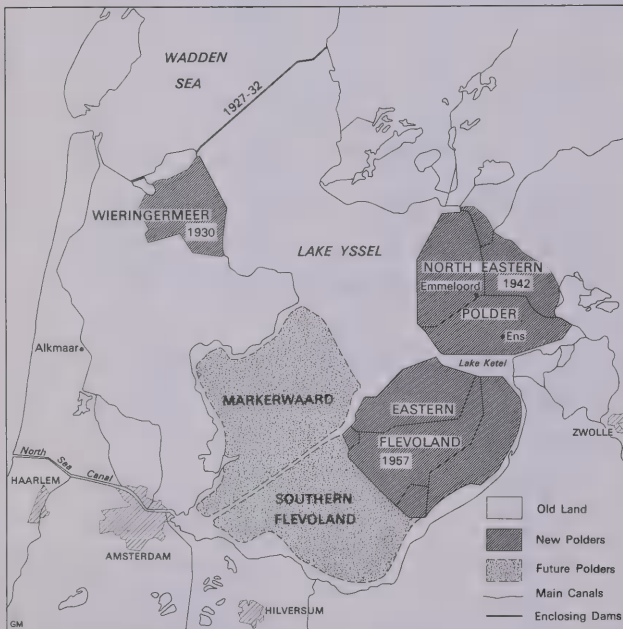 WADDEN
SEA
1927-32
WIERINGERMEER
1930
LAKE YSSEL
NORTH EASTERN
Emmeloord
1942
POLDER
Ens
Lake Ketel
Alkmaar
MARKERWAARD
EASTERN
FLEVOLAND
1957
ZWOLLE
North Sea Canal
HAARLEM
SOUTHERN
FLEVOLAND
AMSTERDAM
HILVERSUM
Old Land
New Polders
Future Polders
Main Canals
Enclosing Dams
GM